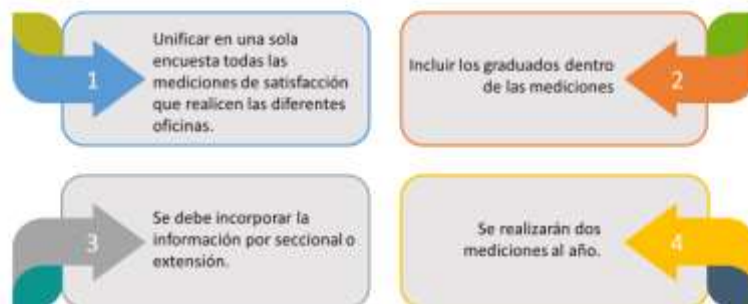 1
Unificar en una sola
encuesta todas las
mediciones de satisfacción
que realicen las diferentes
oficinas.
Incluir los graduados dentro
de las mediciones
2
3
Se debe incorporar la
información por seccional o
extensión.
Se realizarán dos
mediciones al año.
4